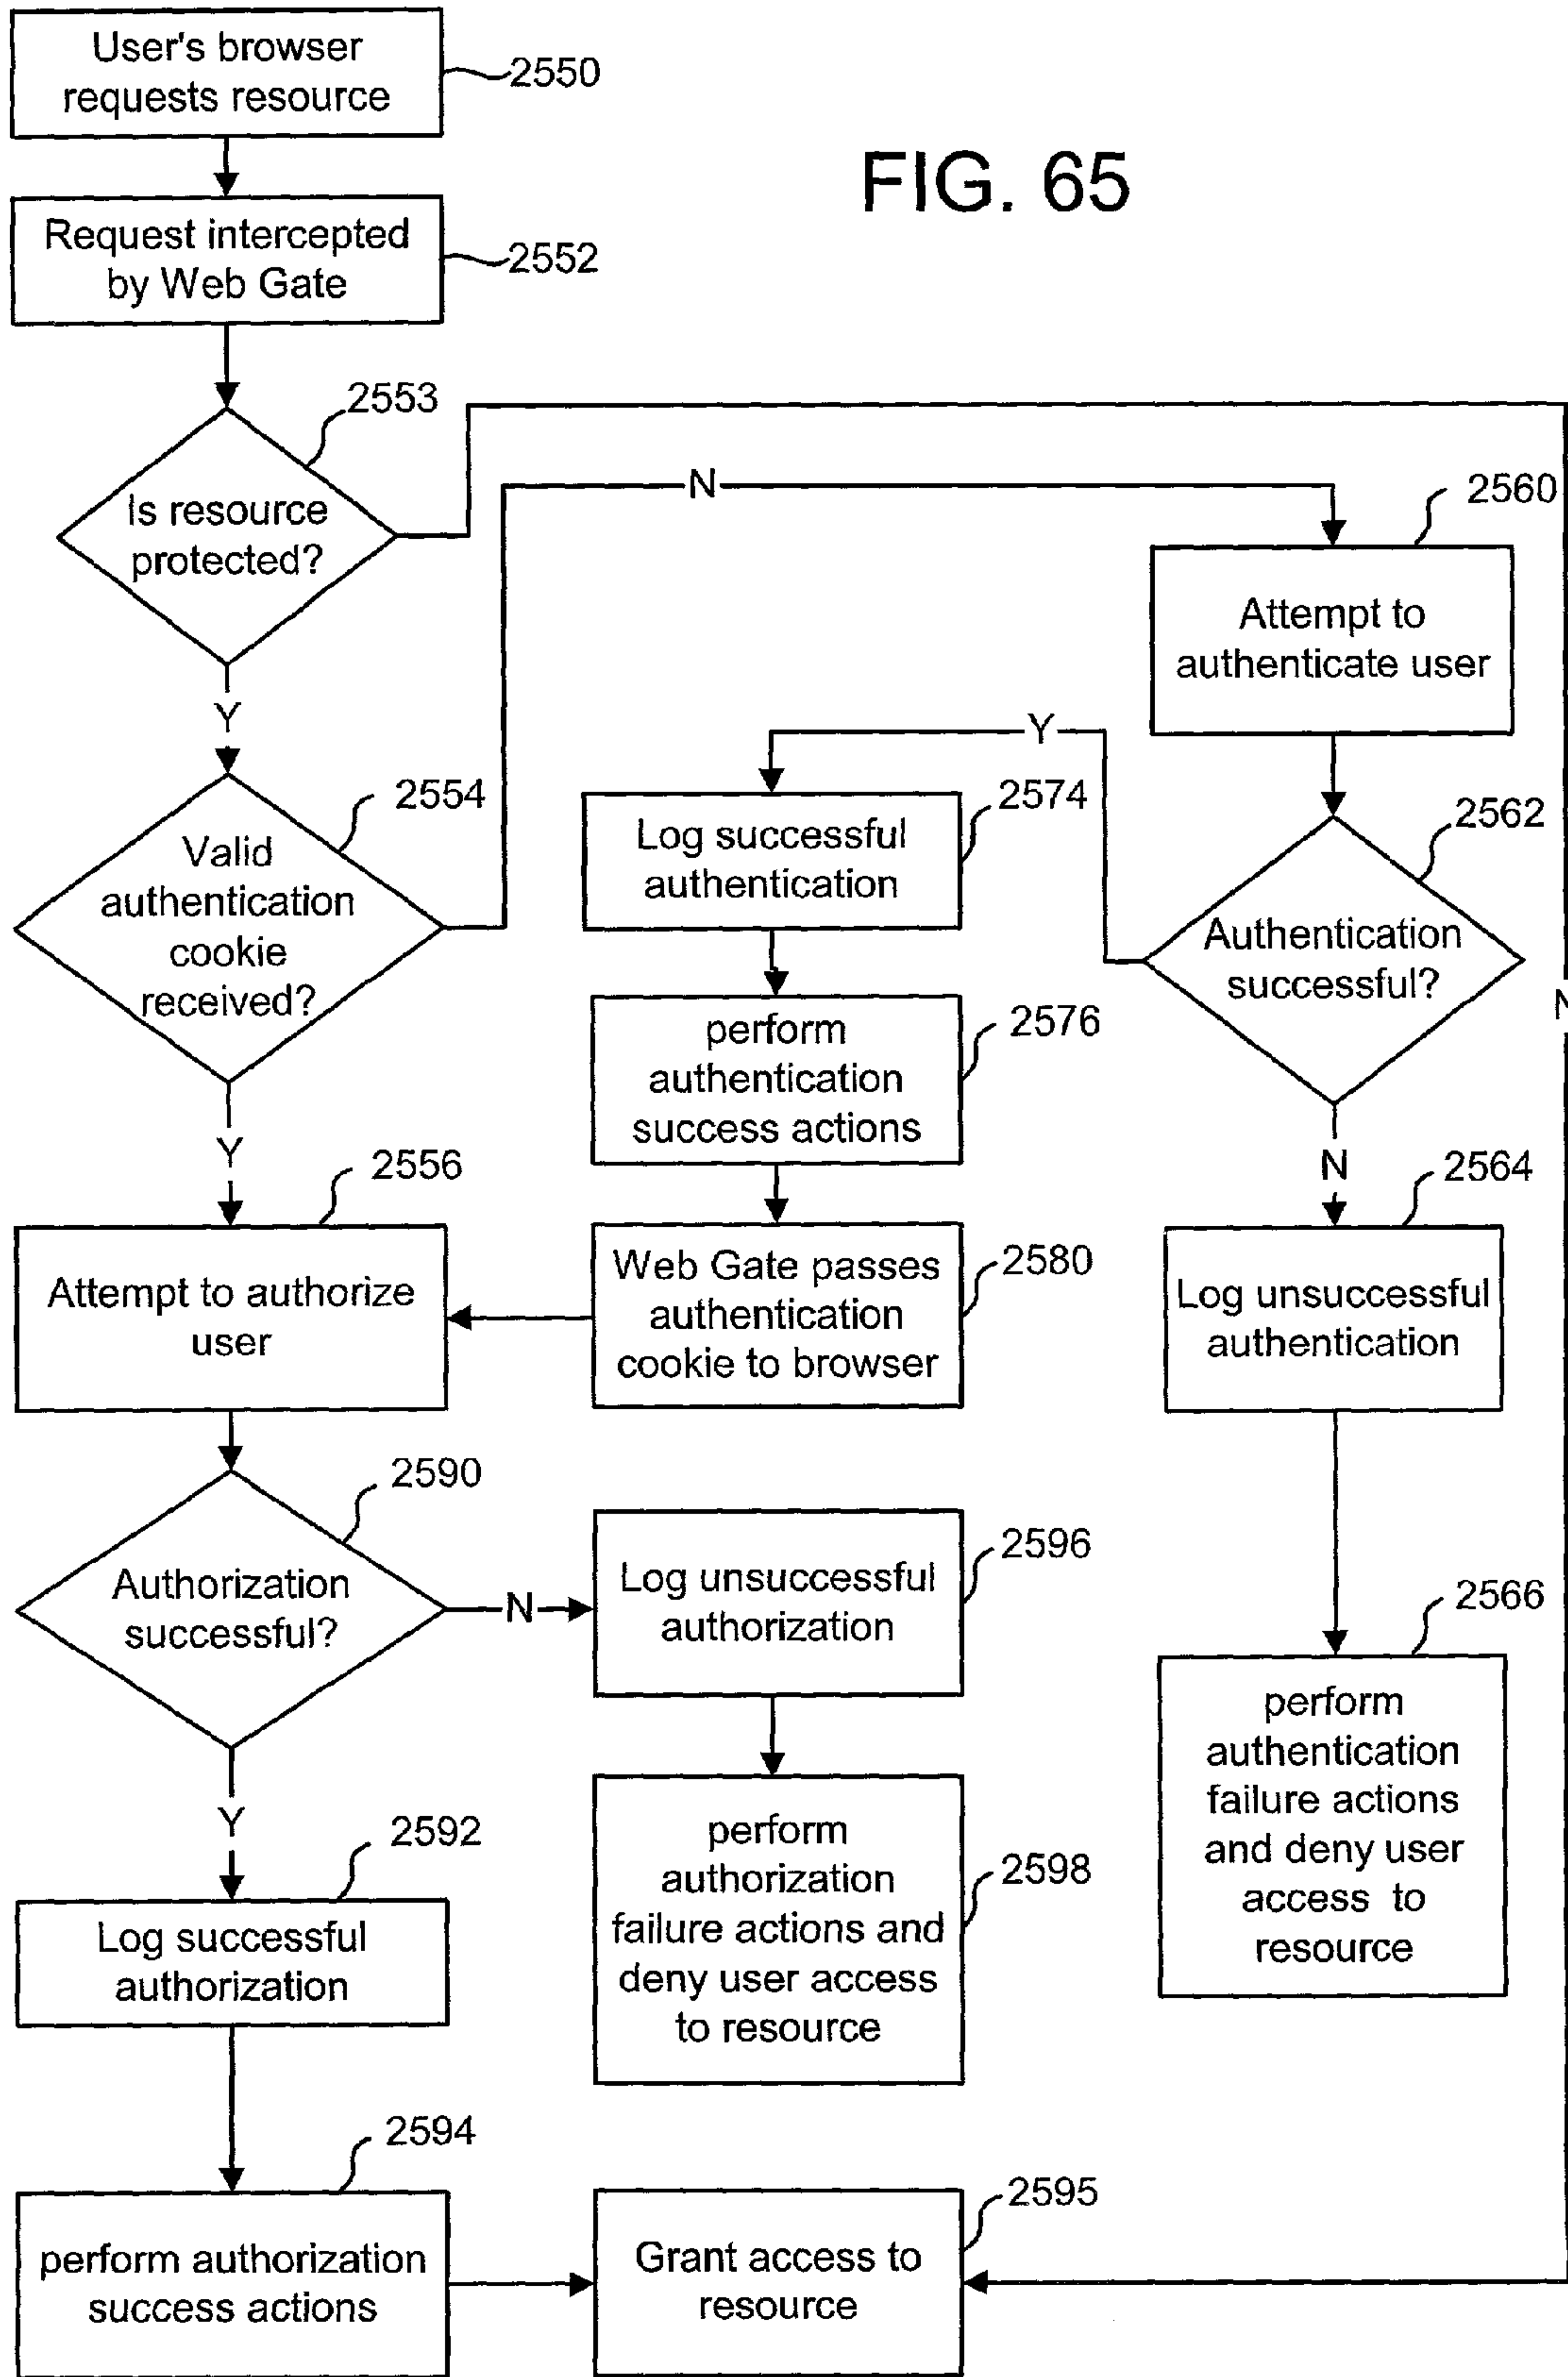 User's browser
requests resource
2550
FIG. 65
Request intercepted
by Web Gate
2552
2553
Is resource
protected?
N
2560
Attempt to
authenticate user
Y
Y
2554
Valid
authentication
cookie
received?
2574
Log successful
authentication
2562
Authentication
successful?
N
2576
perform
authentication
success actions
Y
N
2556
2564
Attempt to authorize
user
Web Gate passes
authentication
cookie to browser
2580
Log unsuccessful
authentication
2590
Authorization
successful?
N
Log unsuccessful
authorization
2596
2566
perform
authentication
failure actions
and deny user
access to
resource
Y
2592
Log successful
authorization
perform
authorization
failure actions and
deny user access
to resource
2598
2594
perform authorization
success actions
Grant access to
resource
2595